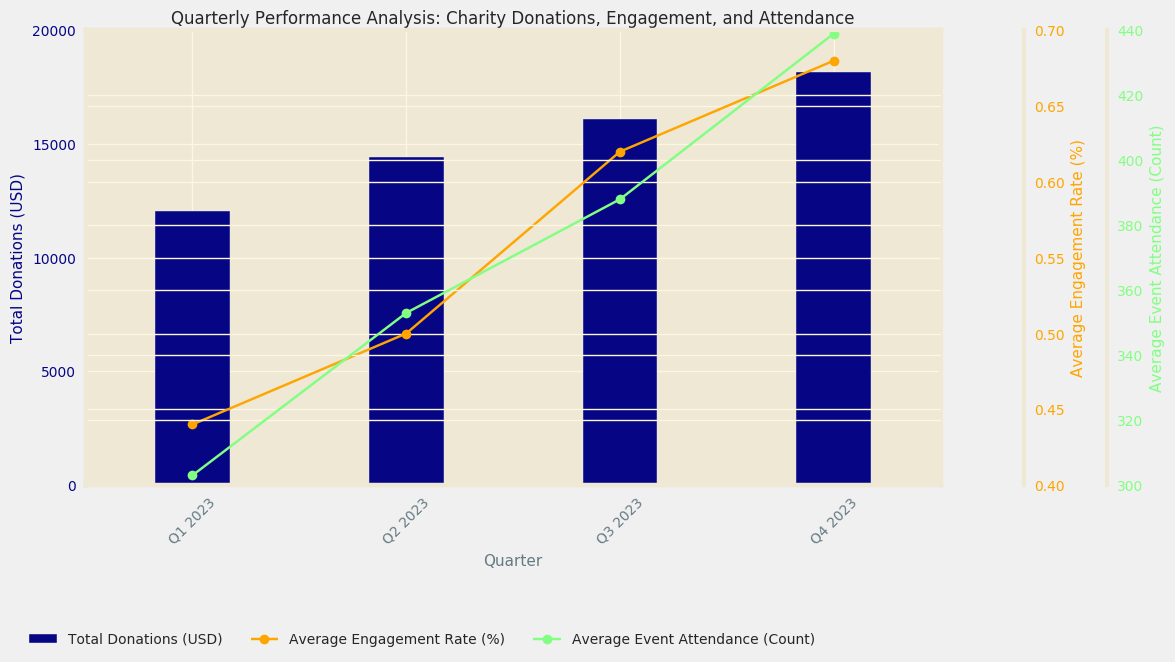 Quarterly Performance Analysis: Charity Donations, Engagement, and Attendance
20000
15000
10000
5000
0
Total Donations (USD)
0.70
0.65
0.60
0.55
0.50
0.45
0.40
Average Engagement Rate (%)
440
420
400
380
360
340
320
300
Average Event Attendance (Count)
Q1 2023
Q2 2023
Q3 2023
Q4 2023
Quarter
Total Donations (USD)
Average Engagement Rate (%)
Average Event Attendance (Count)